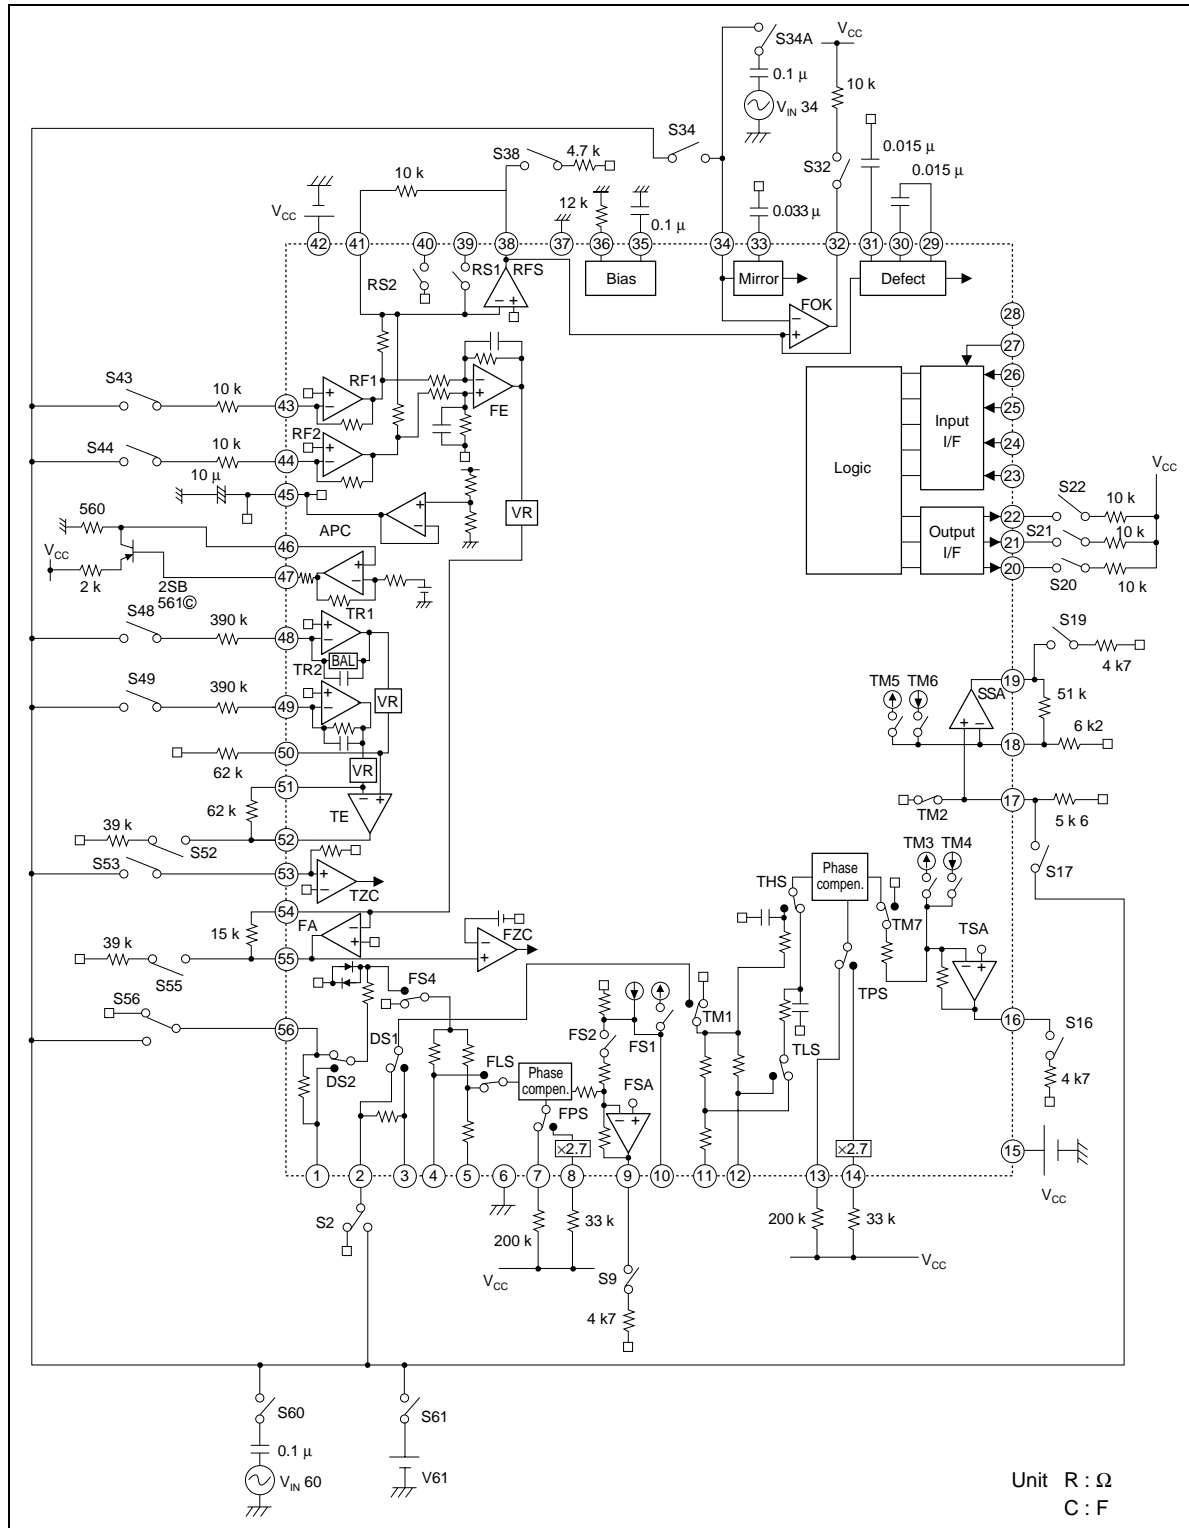 S34A
V_CC
0.1 µ
V_IN 34
10 k
S34
S38
4.7 k
S32
0.015 µ
0.015 µ
10 k
12 k
V_CC
0.1 µ
0.033 µ
42
41
40
39
38
37
36
35
34
33
32
31
30
29
RS2
RS1
RFS
Bias
Mirror
Defect
FOK
28
27
S43
10 k
43
RF1
26
25
FE
Input
I/F
S44
10 k
44
RF2
24
Logic
23
V_CC
10 µ
45
S22
10 k
560
APC
VR
22
46
Output
I/F
S21
10 k
21
V_CC
2 k
2SB
561©
47
20
S20
10 k
TR1
S48
390 k
48
S19
4 k7
BAL
TR2
S49
390 k
49
VR
TM5
TM6
19
SSA
51 k
50
18
6 k2
62 k
VR
51
TM2
17
5 k 6
62 k
TE
39 k
52
TM3
TM4
S52
S53
53
THS
Phase
compen.
S17
TZC
54
FA
TM7
TSA
15 k
FZC
39 k
55
S55
FS4
TPS
S56
56
DS1
FS2
FS1
TM1
16
S16
DS2
FLS
Phase
compen.
TLS
FSA
4 k7
FPS
×2.7
×2.7
15
1
2
3
4
5
6
7
8
9
10
11
12
13
14
V_CC
S2
200 k
33 k
200 k
33 k
V_CC
S9
V_CC
4 k7
S60
S61
0.1 µ
V_IN 60
V61
Unit R : Ω
C : F